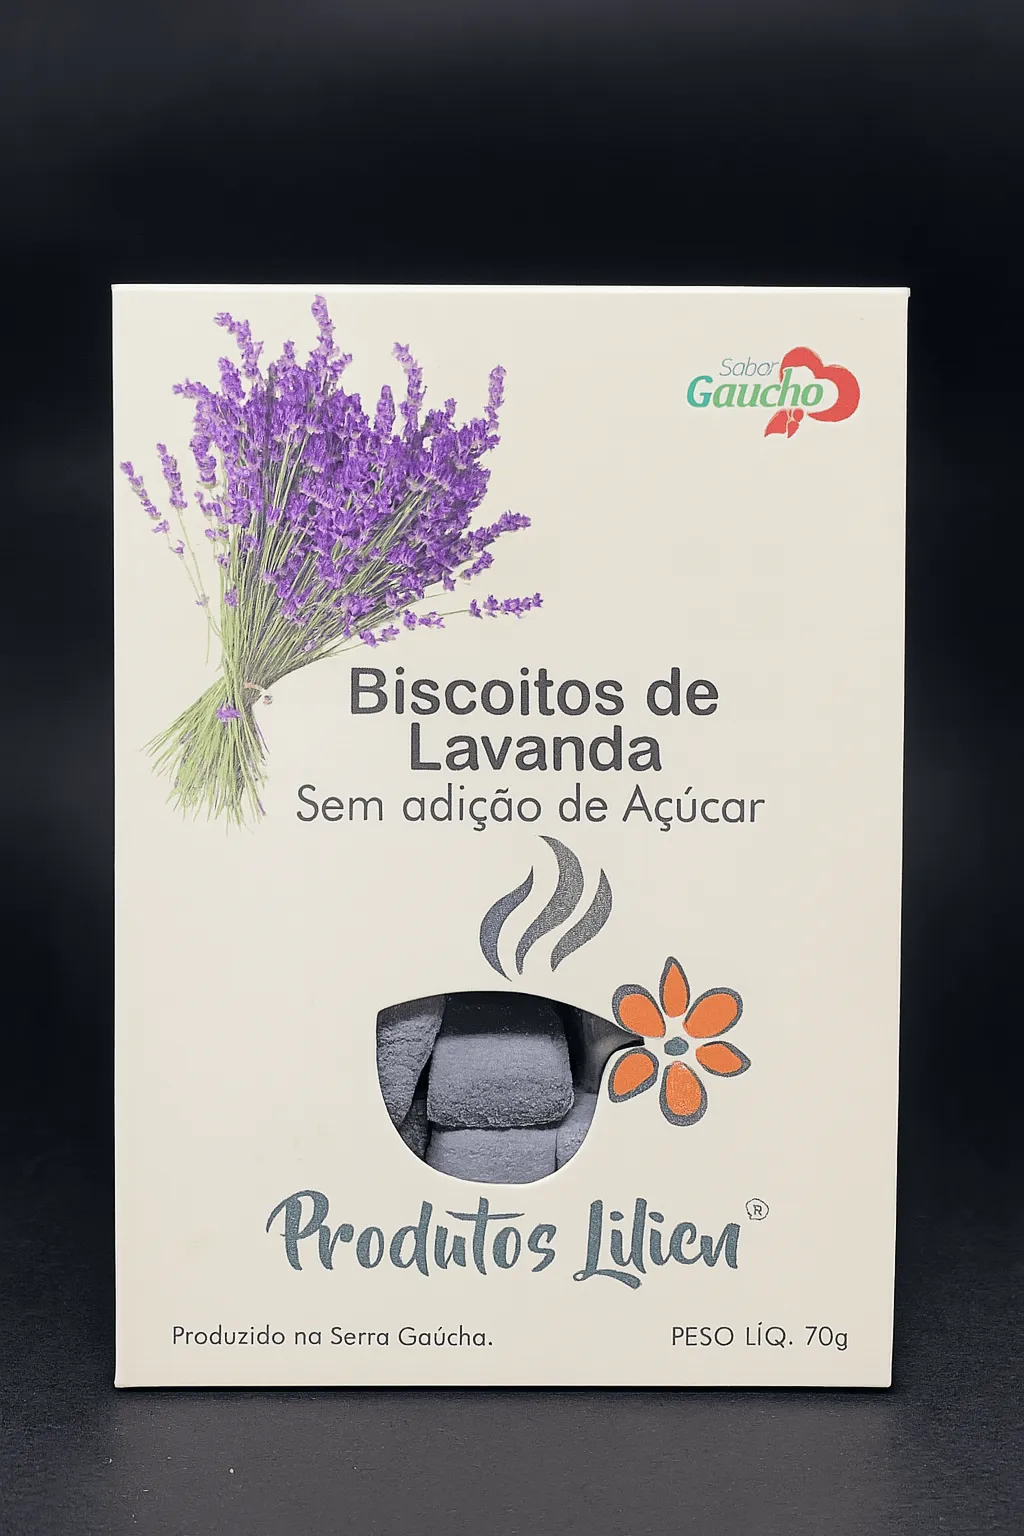 Sabor
Gaucho
Biscoitos de
Lavanda
Sem adição de Açúcar
Produtos Lilien ®
Produzido na Serra Gaúcha.
PESO LÍQ. 70g